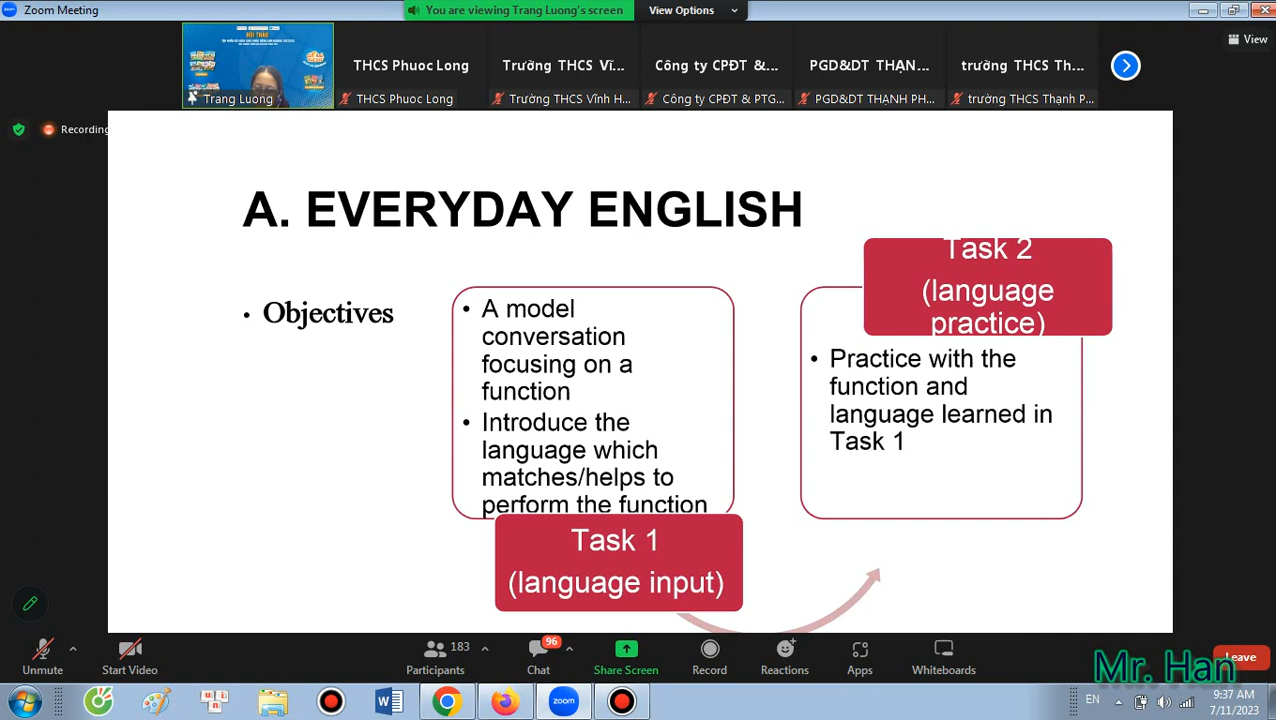 Zoom Meeting
You are viewing Trang Luong's screen
View Options
HỘI THẢO
THCS Phuoc Long
Trường THCS Vĩ...
Công ty CPĐT &...
PGD&DT THẠN...
trường THCS Th...
View
Trang Luong
THCS Phuoc Long
Trường THCS Vĩnh H...
Công ty CPĐT & PTG...
PGD&DT THẠNH PH...
trường THCS Thạnh P...
Recording
A. EVERYDAY ENGLISH
• Objectives
• A model
conversation
focusing on a
function
• Introduce the
language which
matches/helps to
perform the function
Task 1
(language input)
Task 2
(language
practice)
• Practice with the
function and
language learned in
Task 1
Unmute
Start Video
183
Participants
96
Chat
Share Screen
Record
Reactions
Apps
Whiteboards
Leave
Mr. Han
W
zoom
EN
9:37 AM
7/11/2023